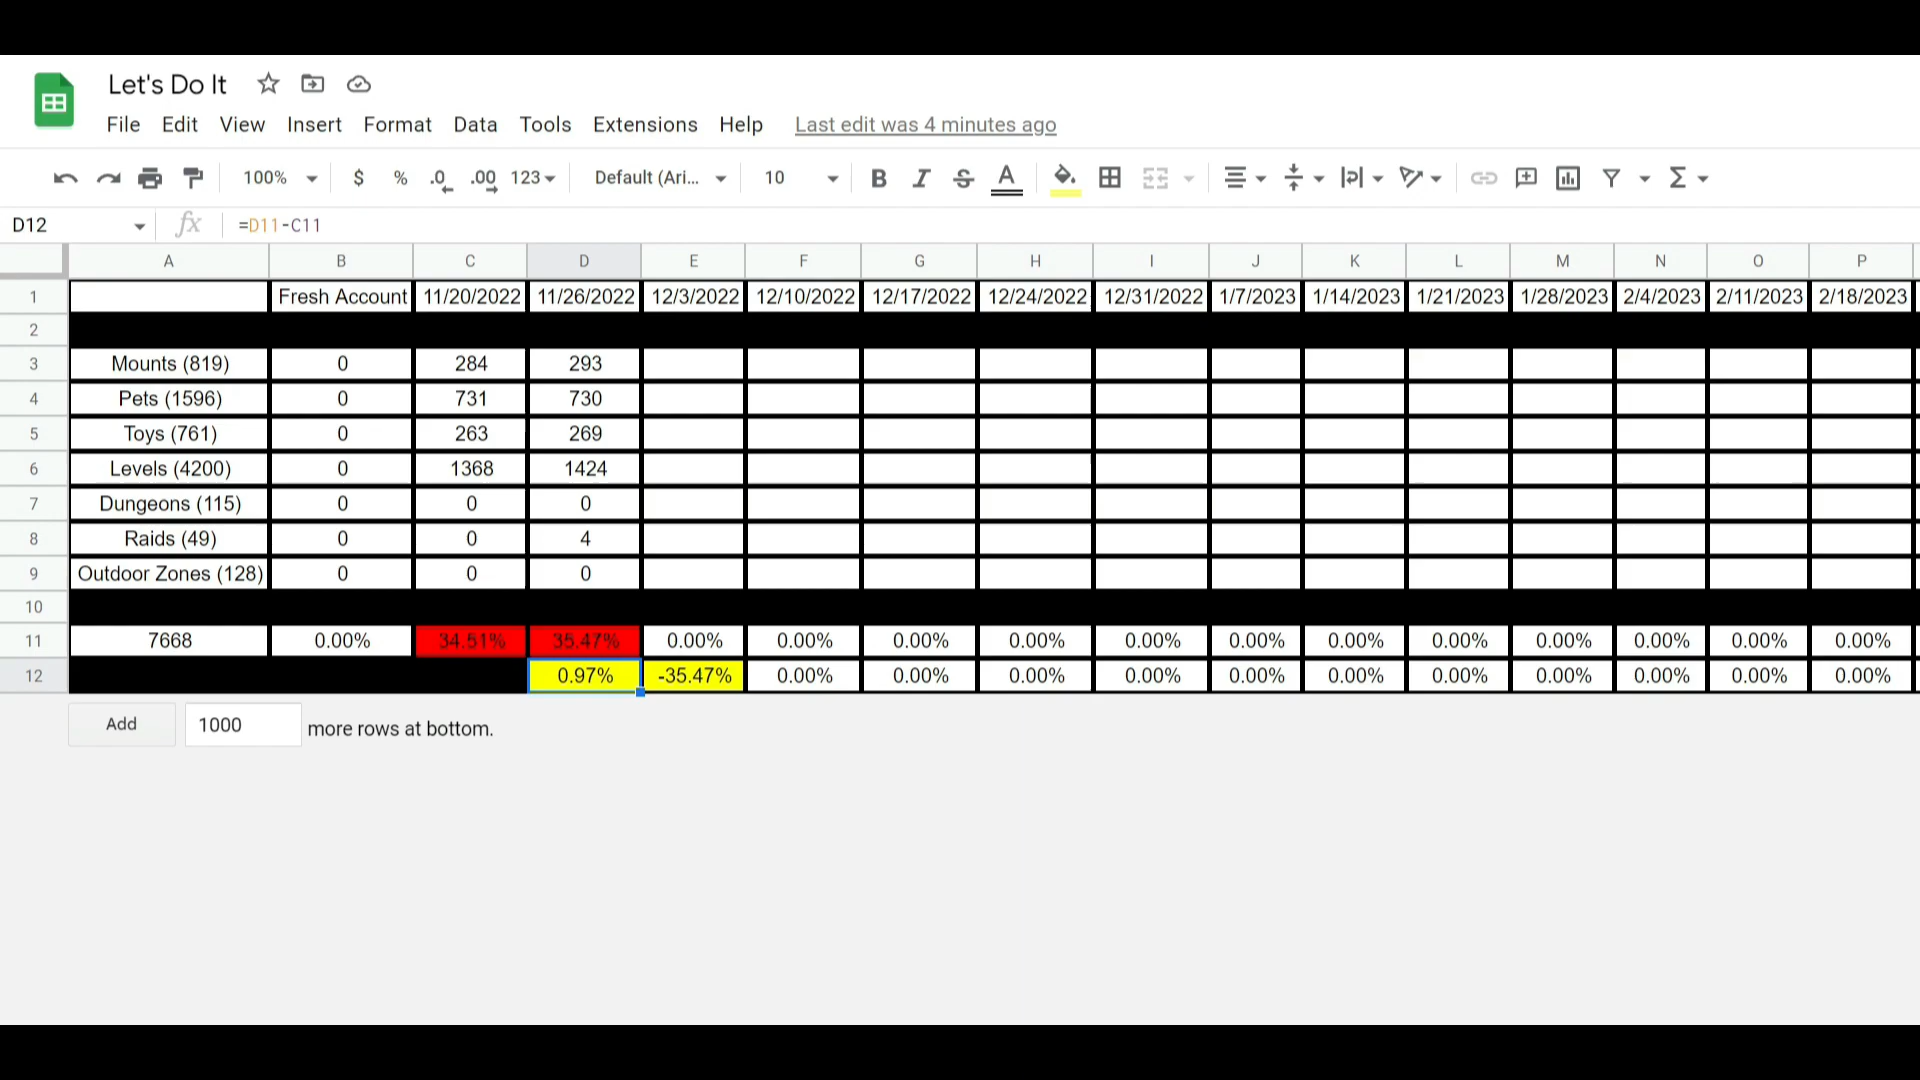 Let's Do It
File Edit View Insert Format Data Tools Extensions Help Last edit was 4 minutes ago
100% $ % .0 .00 123 Default (Ari... 10 B I S A Σ
D12 fx =D11-C11
A B C D E F G H I J K L M N O P
1 Fresh Account 11/20/2022 11/26/2022 12/3/2022 12/10/2022 12/17/2022 12/24/2022 12/31/2022 1/7/2023 1/14/2023 1/21/2023 1/28/2023 2/4/2023 2/11/2023 2/18/2023
2
3 Mounts (819) 0 284 293
4 Pets (1596) 0 731 730
5 Toys (761) 0 263 269
6 Levels (4200) 0 1368 1424
7 Dungeons (115) 0 0 0
8 Raids (49) 0 0 4
9 Outdoor Zones (128) 0 0 0
10
11 7668 0.00% 34.51% 35.47% 0.00% 0.00% 0.00% 0.00% 0.00% 0.00% 0.00% 0.00% 0.00% 0.00% 0.00% 0.00%
12 0.97% -35.47% 0.00% 0.00% 0.00% 0.00% 0.00% 0.00% 0.00% 0.00% 0.00% 0.00% 0.00%
Add 1000 more rows at bottom.